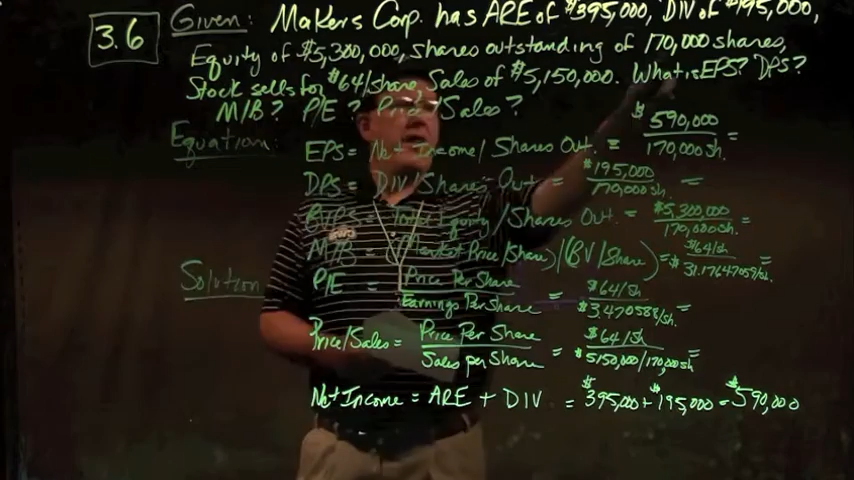 3.6 Given: Makers Corp. has ARE of $395,000, DIV of $195,000,
Equity of $5,300,000, shares outstanding of 170,000 shares,
Stock sells for $64/share, Sales of $5,150,000. What is EPS? DPS?
M/B? P/E? Price/Sales?
Equation: EPS = Net Income/Shares Out. = $590,000 / 170,000 sh. =
DPS = DIV/Shares Out = $195,000 / 170,000 sh. =
BVPS = Total Equity/Shares Out. = $5,300,000 / 170,000 sh. =
M/B = (Market Price/Share)/(BV/Share) = $64/sh / $31.17647059/sh. =
Solution P/E = Price Per Share / Earnings Per Share = $64/sh / $3.470588/sh. =
Price/Sales = Price Per Share / Sales per Share = $64/sh / $5150,000/170,000 sh =
Net Income = ARE + DIV = $395,000 + $195,000 = $590,000